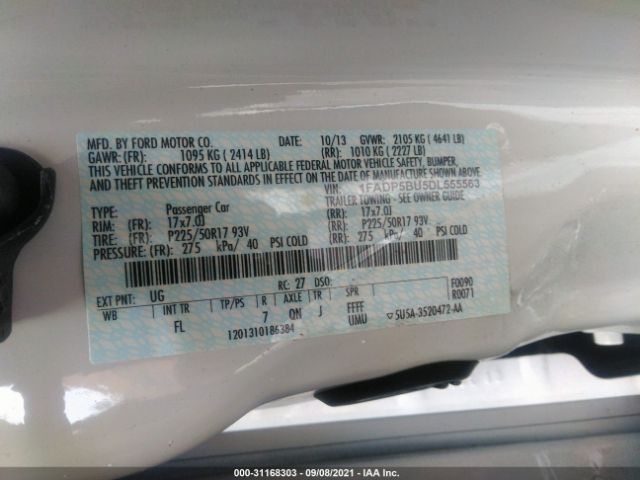 MFD. BY FORD MOTOR CO. DATE: 10/13 GVWR: 2105 KG ( 4641 LB)
GAWR: (FR): 1095 KG ( 2414 LB) (RR): 1010 KG ( 2227 LB)
THIS VEHICLE CONFORMS TO ALL APPLICABLE FEDERAL MOTOR VEHICLE SAFETY, BUMPER,
AND THEFT PREVENTION STANDARDS IN EFFECT ON THE DATE OF MANUFACTURE SHOWN ABOVE.
VIN: 1FADP5BU5DL555563
TYPE: Passenger Car TRAILER TOWING - SEE OWNER GUIDE
RIM: (FR): 17x7.0J (RR): 17x7.0J
TIRE: (FR): P225/50R17 93V (RR): P225/50R17 93V
PRESSURE: (FR): 275 kPa/ 40 PSI COLD (RR): 275 kPa/ 40 PSI COLD
EXT PNT: UG RC: 27 DSO: F0090
WB INT TR TP/PS R AXLE TR SPR R0071
FL 7 QN J FFFF
UMU
1201310186384 ▽5U5A-3520472-AA
000-31168303 - 09/08/2021 - IAA Inc.